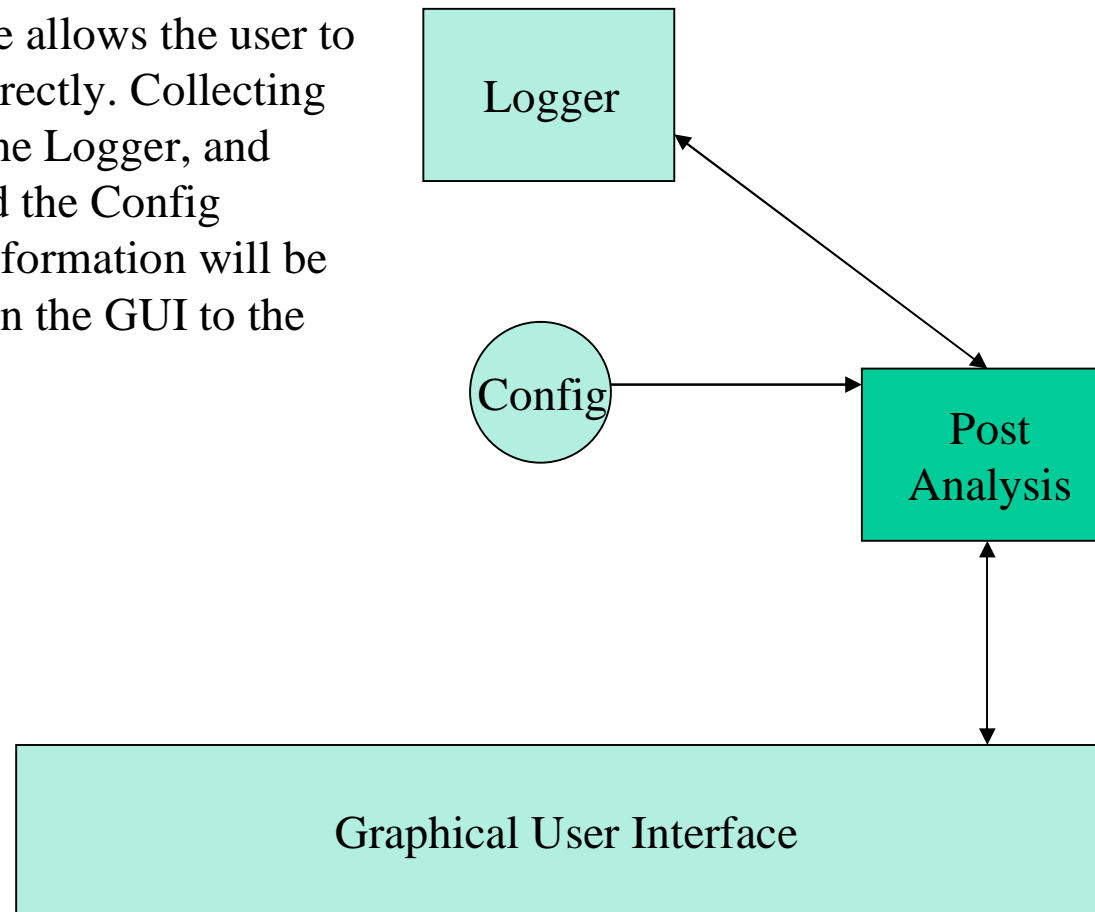 e allows the user to
rectly. Collecting
ne Logger, and
d the Config
formation will be
n the GUI to the
Logger
Config
Post
Analysis
Graphical User Interface